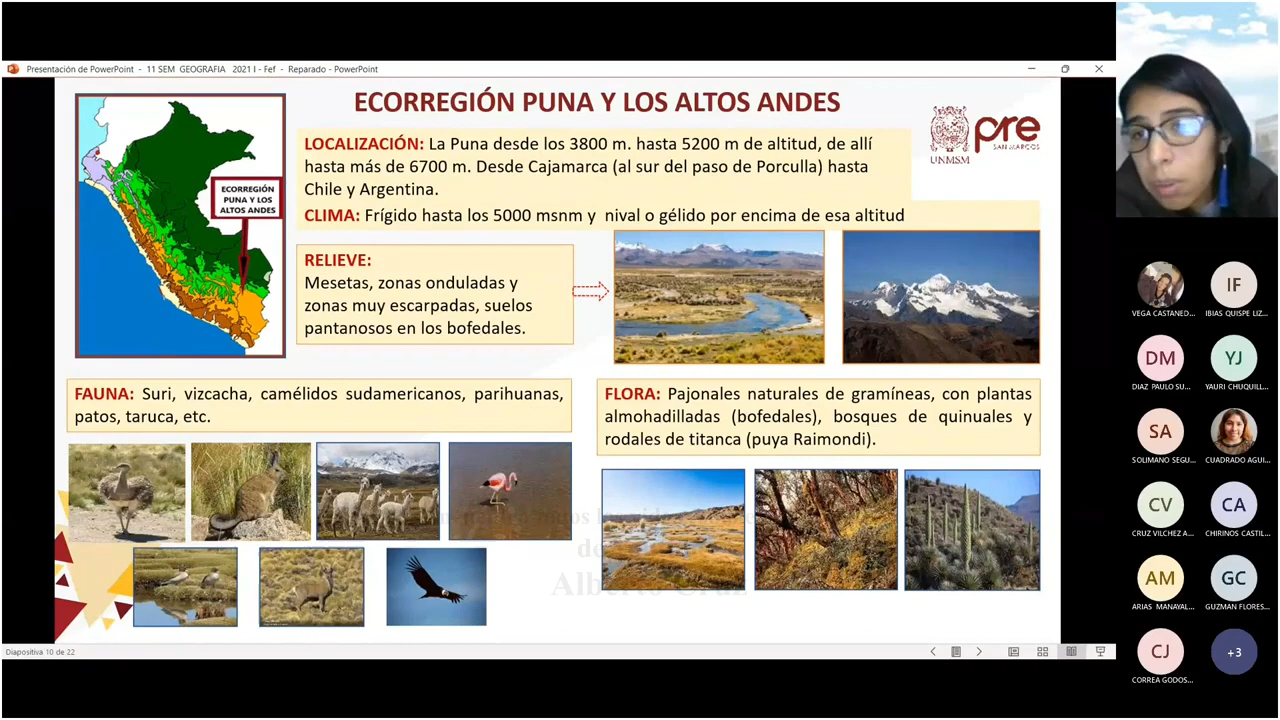 Presentación de PowerPoint - 11 SEM GEOGRAFIA 2021 I - Fef - Reparado - PowerPoint
ECORREGIÓN PUNA Y LOS ALTOS ANDES
ECORREGIÓN
PUNA Y LOS
ALTOS ANDES
LOCALIZACIÓN: La Puna desde los 3800 m. hasta 5200 m de altitud, de allí
hasta más de 6700 m. Desde Cajamarca (al sur del paso de Porculla) hasta
Chile y Argentina.
UNMSM
pre
SAN MARCOS
CLIMA: Frígido hasta los 5000 msnm y nival o gélido por encima de esa altitud
RELIEVE:
Mesetas, zonas onduladas y
zonas muy escarpadas, suelos
pantanosos en los bofedales.
FAUNA: Suri, vizcacha, camélidos sudamericanos, parihuanas,
patos, taruca, etc.
FLORA: Pajonales naturales de gramíneas, con plantas
almohadilladas (bofedales), bosques de quinuales y
rodales de titanca (puya Raimondi).
de
Alberto Cruz
Diapositiva 10 de 22
VEGA CASTANED...
IF
IBIAS QUISPE LIZ...
DM
DIAZ PAULO SU...
YJ
YAURI CHUQUILL...
SA
SOLIMANO SEGU...
CUADRADO AGUI...
CV
CRUZ VILCHEZ A...
CA
CHIRINOS CASTIL...
AM
ARIAS MANAYAL...
GC
GUZMAN FLORES...
CJ
CORREA GODOS...
+3